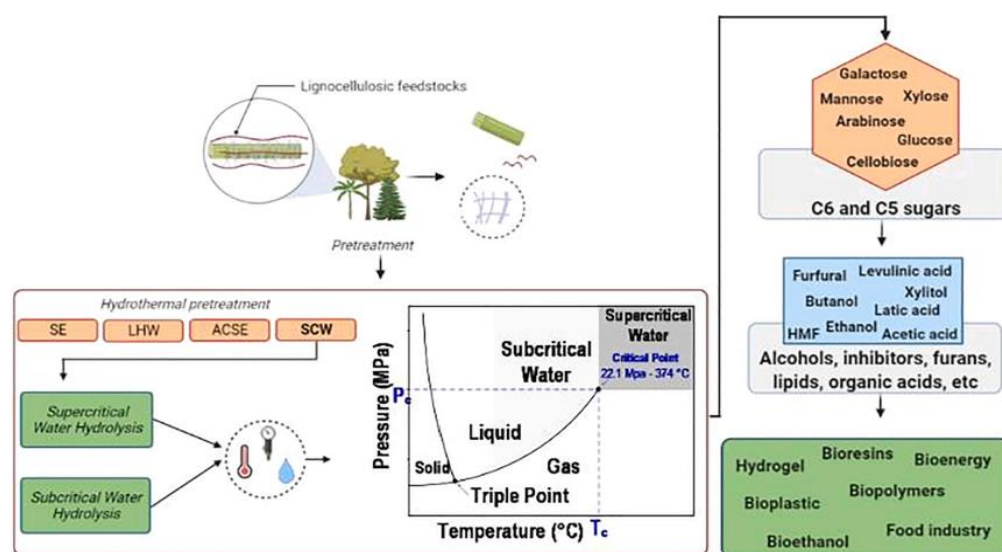 Lignocellulosic feedstocks
Pretreatment
Hydrothermal pretreatment
SE
LHW
ACSE
SCW
Supercritical
Water Hydrolysis
Subcritical Water
Hydrolysis
Pressure (MPa)
Temperature (°C)
P c
T c
Solid
Liquid
Gas
Triple Point
Subcritical
Water
Supercritical
Water
Critical Point
22.1 Mpa - 374 °C
Galactose
Mannose
Xylose
Arabinose
Glucose
Cellobiose
C6 and C5 sugars
Furfural
Levulinic acid
Butanol
Xylitol
Latic acid
HMF
Ethanol
Acetic acid
Alcohols, inhibitors, furans,
lipids, organic acids, etc
Hydrogel
Bioresins
Bioenergy
Bioplastic
Biopolymers
Bioethanol
Food industry